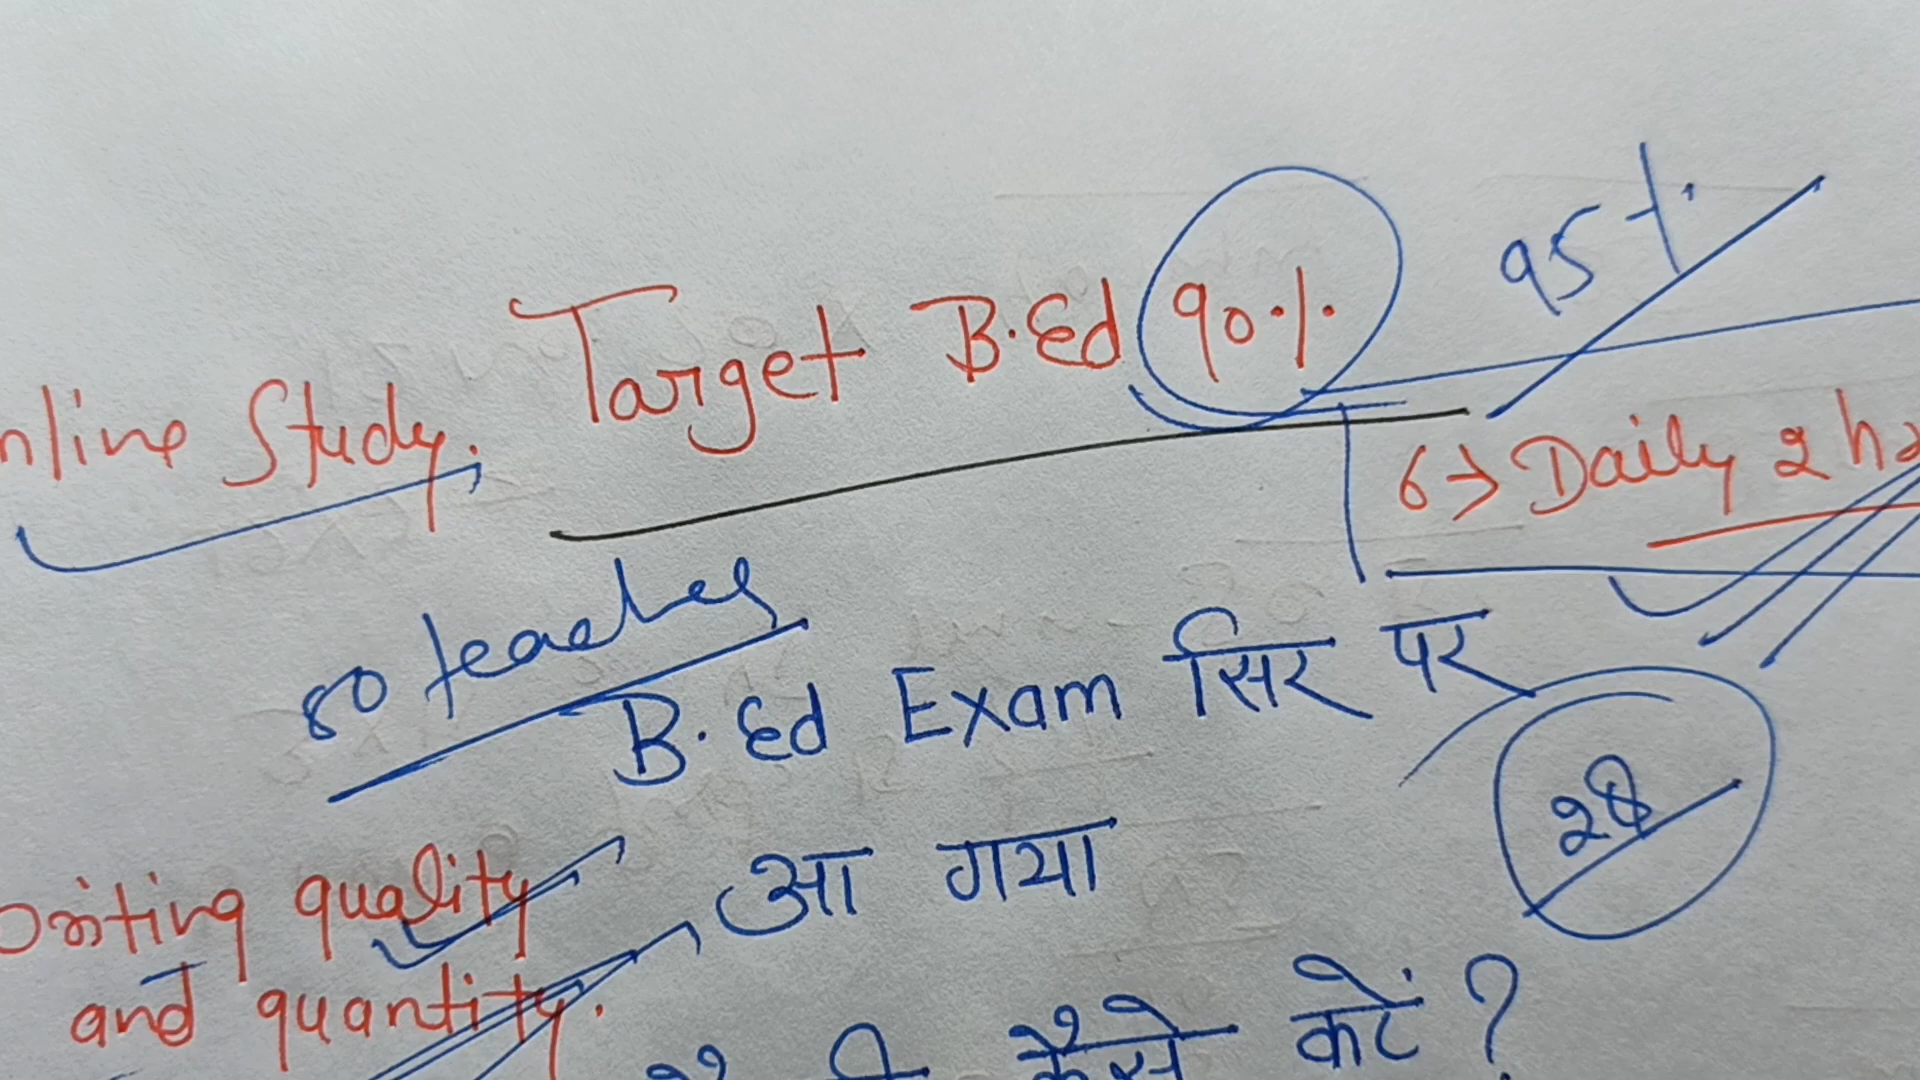 95%
Target B.Ed 90%
nline Study.
6→ Daily 2 h
80
B.Ed Exam सिर पर
28
आ गया
writing quality
and quantity.
कैसे करें?